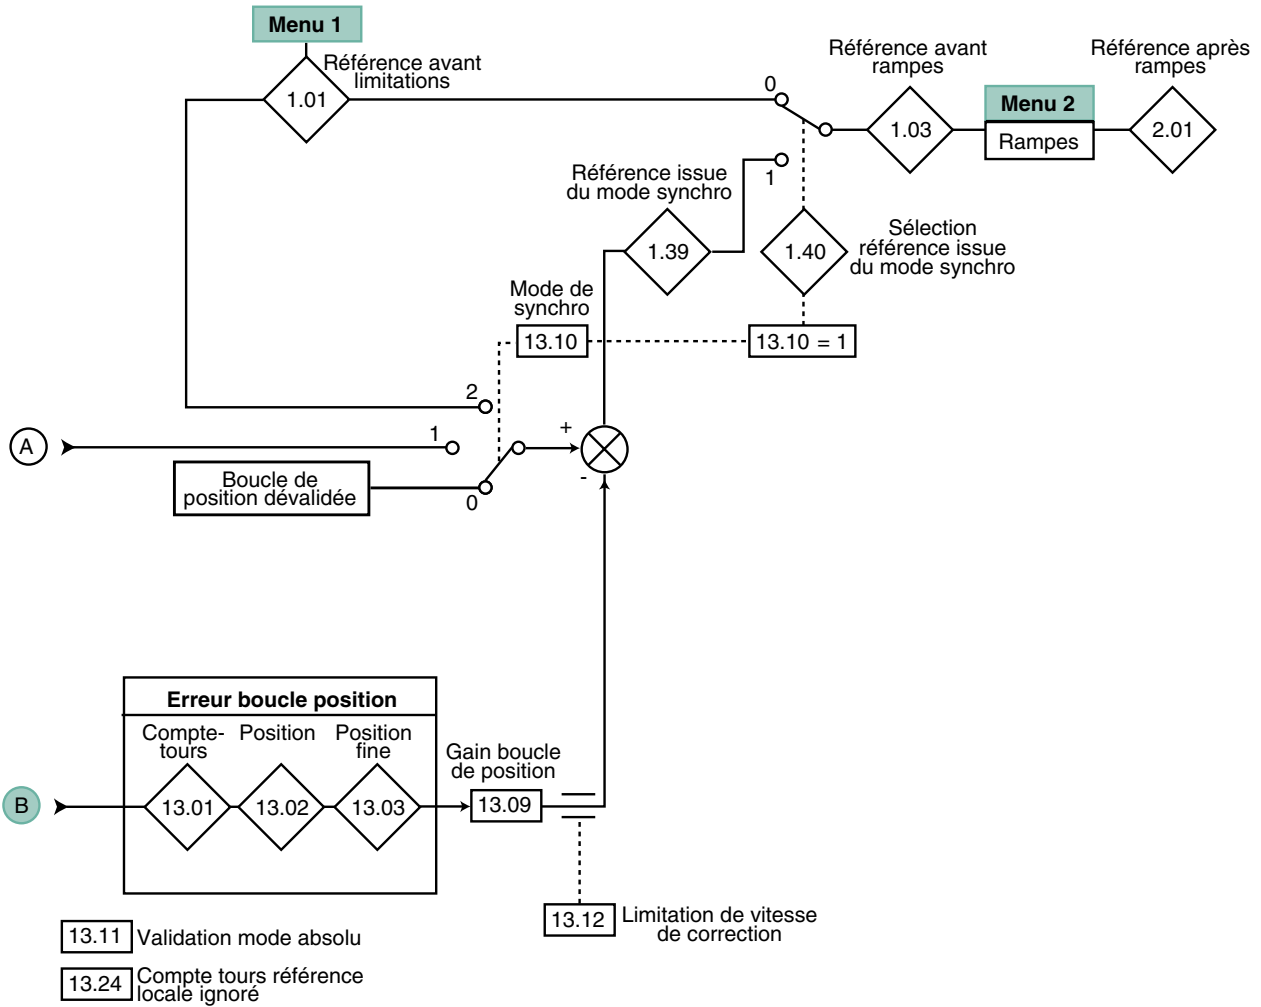 Menu 1
Référence avant
limitations
1.01
0
Référence avant
rampes
1.03
Menu 2
Rampes
Référence après
rampes
2.01
1
Référence issue
du mode synchro
1.39
1.40
Sélection
référence issue
du mode synchro
Mode de
synchro
13.10
13.10 = 1
2
A
1
+
-
Boucle de
position dévalidée
0
Erreur boucle position
Compte-
tours
Position
Position
fine
B
13.01
13.02
13.03
Gain boucle
de position
13.09
13.12
Limitation de vitesse
de correction
13.11
Validation mode absolu
13.24
Compte tours référence
locale ignoré